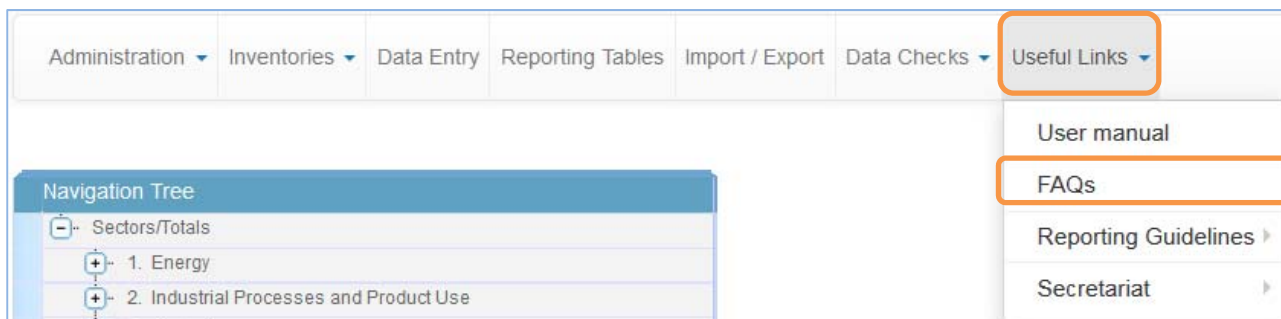 Administration Inventories Data Entry Reporting Tables Import / Export Data Checks Useful Links
User manual
FAQs
Reporting Guidelines
Secretariat
Navigation Tree
Sectors/Totals
1. Energy
2. Industrial Processes and Product Use